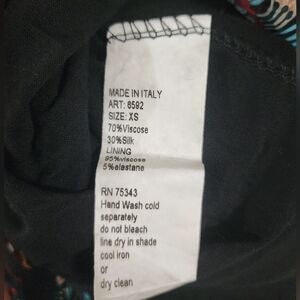 MADE IN ITALY
ART: 6592
SIZE: XS
70%Viscose
30%Silk
LINING
95%viscose
5%elastane
RN 75343
Hand Wash cold
separately
do not bleach
line dry in shade
cool iron
or
dry clean